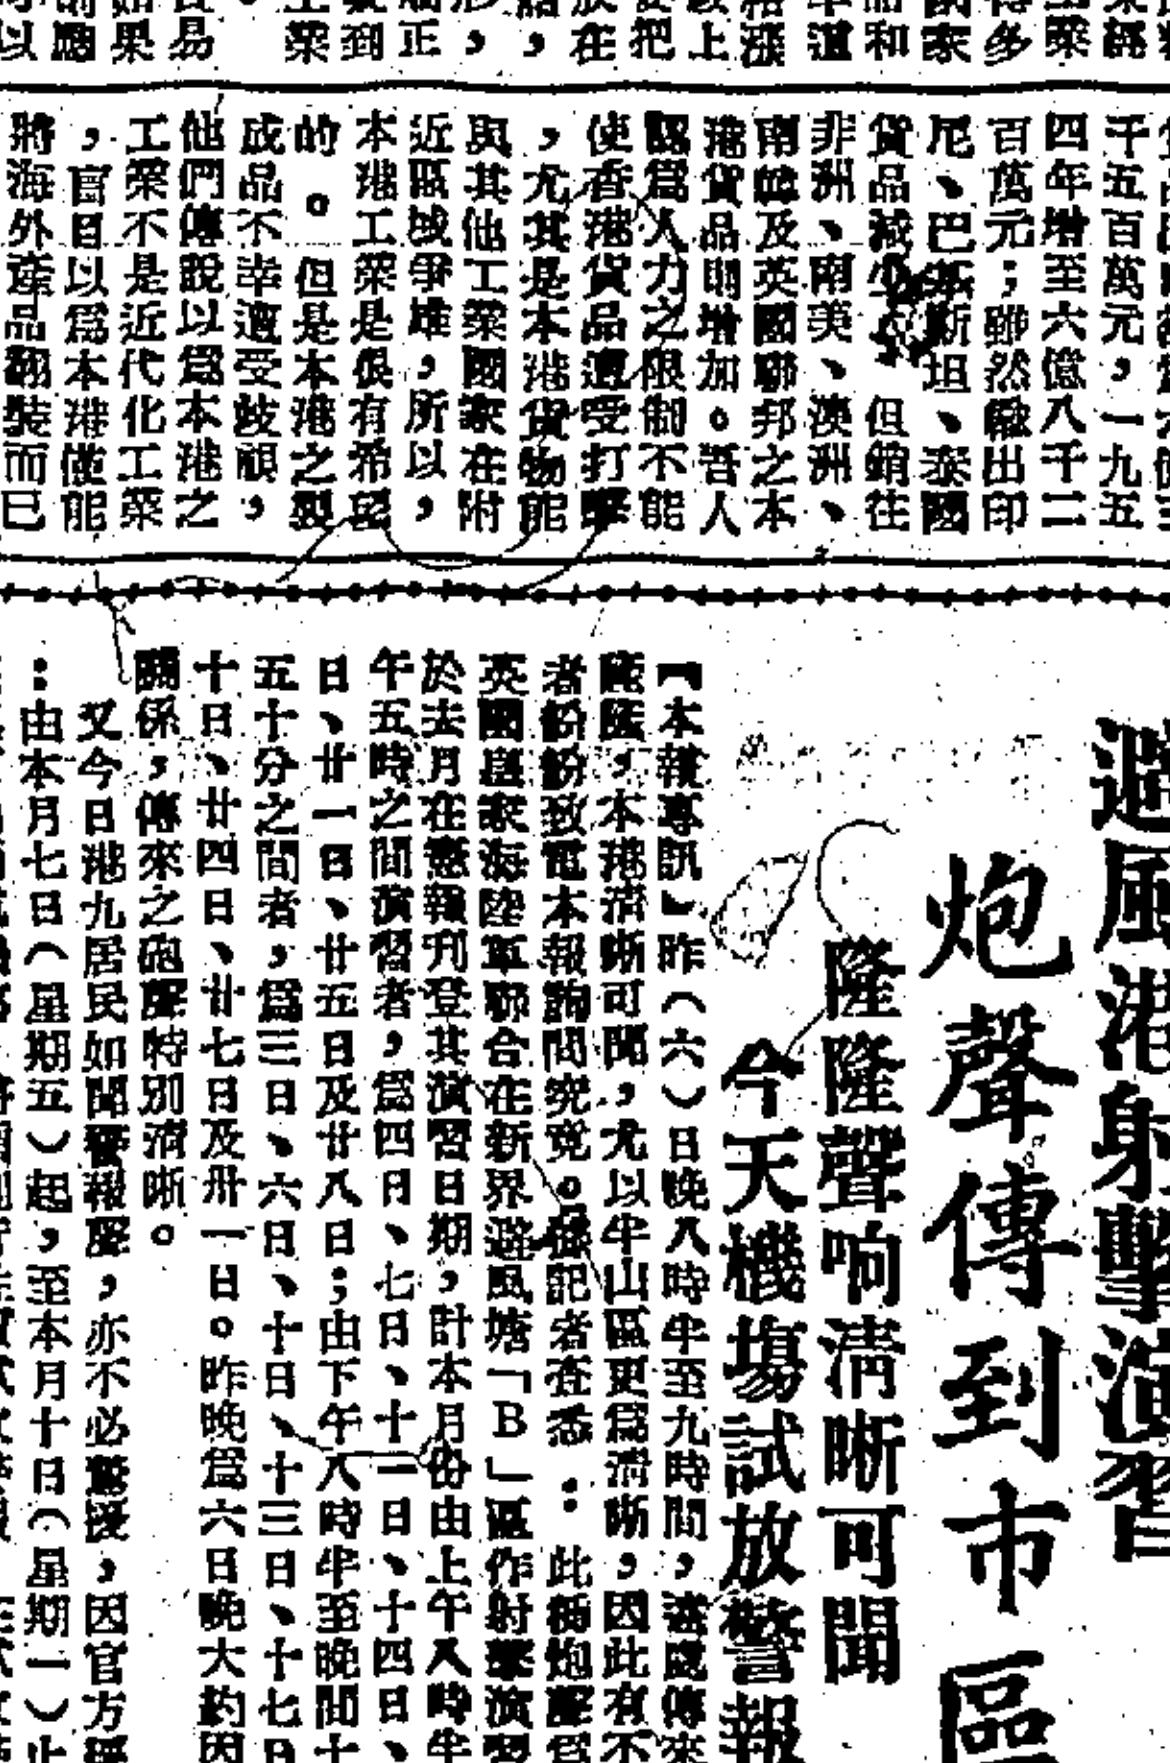 千五百萬元，一九五
四年增至六億八千二
百萬元；雖然輸出印
尼、巴基斯坦、泰國
貨品減少 但銷往
非洲、南美、澳洲、
南韓及英國聯邦之本
港貨品則增加。吾人
認爲人力之限制不能
使香港貨品遭受打擊
，尤其是本港貨物能
與其他工業國家在附
近區域爭雄，所以，
本港工業是很有希望
的。但是本港之製
成品不幸遭受歧視，
他們傳說以爲本港之
工業不是近代化工業
，盲目以爲本港僅能
將海外產品翻裝而已
避風港射擊演習
炮聲傳到市區
隆隆聲响清晰可聞
今天機場試放警報
【本報專訊】昨（六）日晚八時半至九時間，遠處傳來
隆隆，本港清晰可聞，尤以半山區更爲清晰，因此有不
者紛紛致電本報詢問究竟。據記者查悉：此種炮聲爲
英國皇家海陸軍聯合在新界避風塘「B」區作射擊演習
於去月在憲報刊登其演習日期，計本月份由上午八時半
午五時之間演習者，爲四日、七日、十一日、十四日、
日、廿一日、廿五日及廿八日；由下午八時半至晚間十
五十分之間者，爲三日、六日、十日、十三日、十七日
十日、廿四日、廿七日及卅一日。昨晚爲六日晚大約因
關係，傳來之砲聲特別清晰。
又今日港九居民如聞警報聲，亦不必驚擾，因官方
：由本月七日（星期五）起，至本月十日（星期一）止